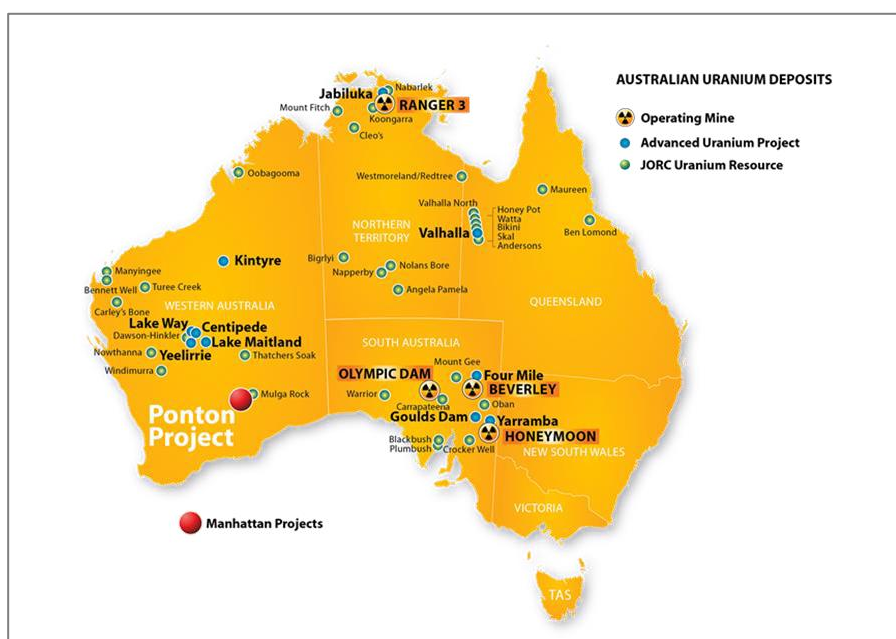 AUSTRALIAN URANIUM DEPOSITS
Operating Mine
Advanced Uranium Project
JORC Uranium Resource
Jabiluka
Nabarlek
RANGER 3
Mount Fitch
Koongarra
Cleo's
Oobagooma
Westmoreland/Redtree
Maureen
Valhalla North
Honey Pot
Watta
Bikini
Skal
Andersons
Valhalla
Ben Lomond
NORTHERN
TERRITORY
Kintyre
Bigrlyi
Nolans Bore
Napperby
Angela Pamela
Manyingee
Bennett Well
Turee Creek
Carley's Bone
WESTERN AUSTRALIA
QUEENSLAND
Lake Way
Centipede
Dawson-Hinkler
Lake Maitland
Nowthanna
Yeelirrie
Thatchers Soak
Windimurra
SOUTH AUSTRALIA
Mount Gee
OLYMPIC DAM
Four Mile
BEVERLEY
Warrior
Carrapateena
Oban
Mulga Rock
Ponton
Project
Goulds Dam
Yarramba
HONEYMOON
Blackbush
Plumbush
Crocker Well
NEW SOUTH WALES
VICTORIA
Manhattan Projects
TAS